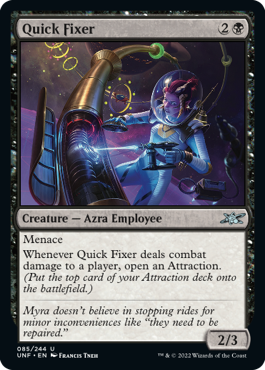 Quick Fixer 2
Creature — Azra Employee
Menace
Whenever Quick Fixer deals combat
damage to a player, open an Attraction.
(Put the top card of your Attraction deck onto
the battlefield.)
Myra doesn't believe in stopping rides for
minor inconveniences like “they need to be
repaired.”
2/3
085/244 U
UNF • EN Francis Tneh
™ & © 2022 Wizards of the Coast